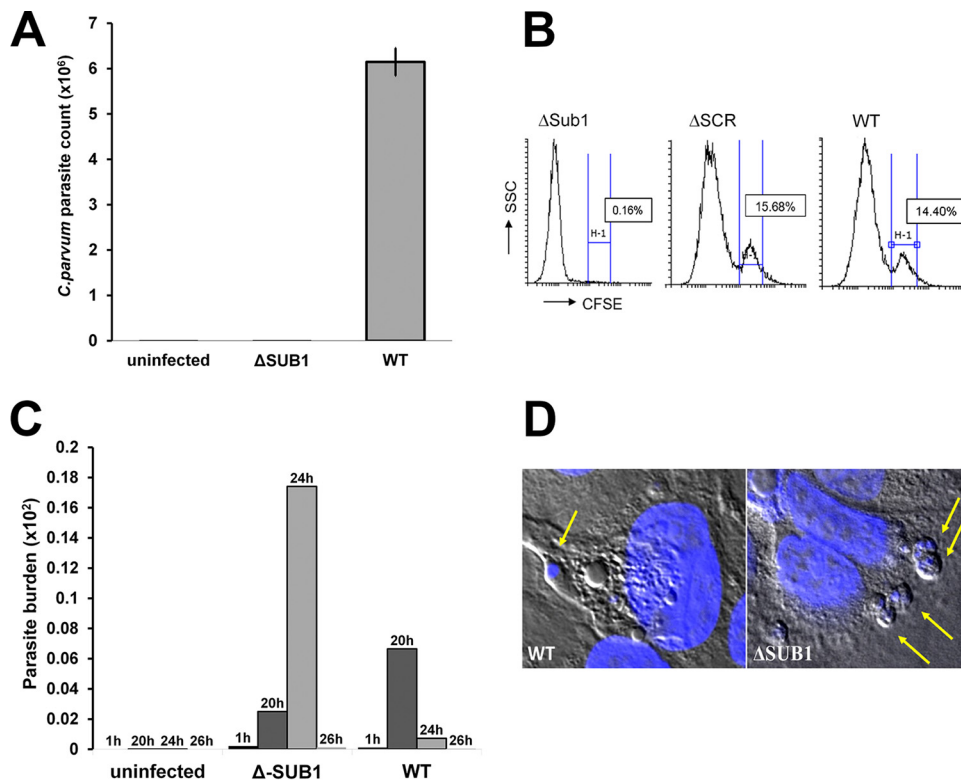 A
C.parvum parasite count (x10⁶)
7
6
5
4
3
2
1
0
uninfected ΔSUB1 WT
B
ΔSub1 ΔSCR WT
SSC
0.16% 15.68% 14.40%
H-1 H-1
CFSE
C
Parasite burden (x10²)
0.2
0.18
0.16
0.14
0.12
0.1
0.08
0.06
0.04
0.02
0
1h 20h 24h 26h 1h 20h 24h 26h 1h 20h 24h 26h
uninfected Δ-SUB1 WT
D
WT ΔSUB1